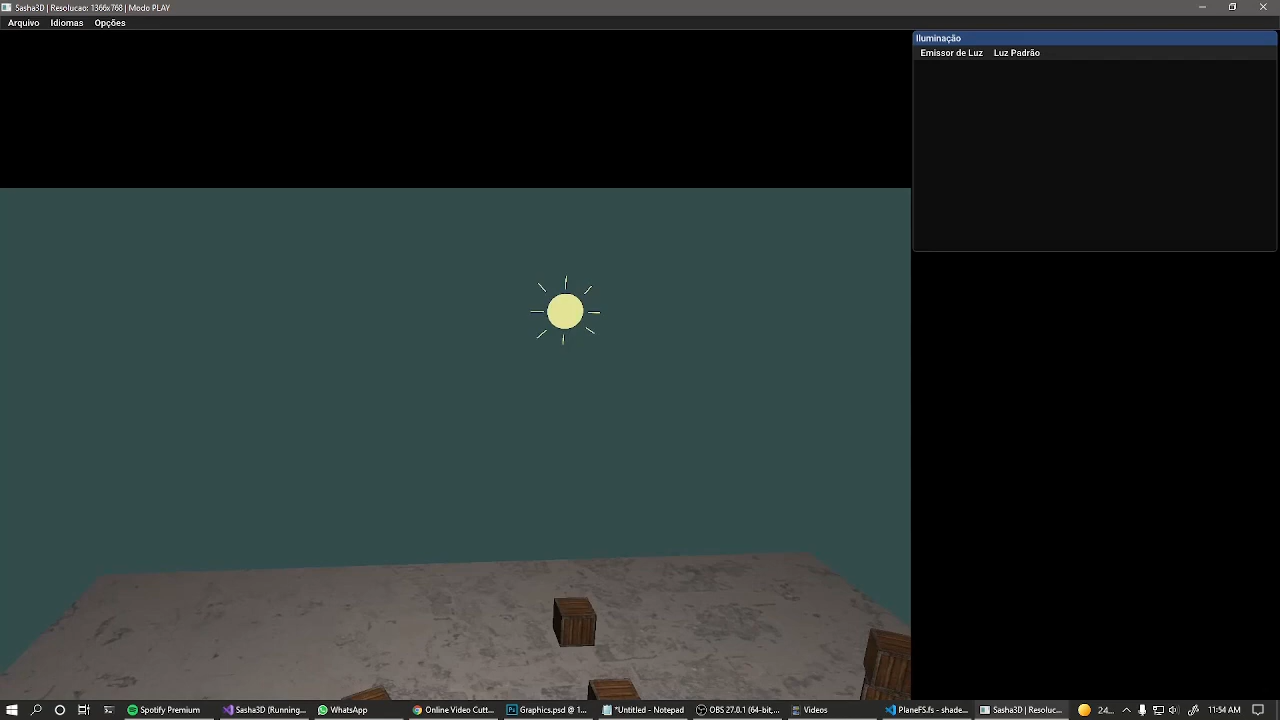 Sasha3D | Resolucao: 1366x768 | Modo PLAY
Arquivo Idiomas Opções
Iluminação
Emissor de Luz Luz Padrão
Spotify Premium Sasha3D (Running... WhatsApp Online Video Cutt... Graphics.psd @ 1... *Untitled - Notepad OBS 27.0.1 (64-bit,... Videos PlaneFS.fs - shade... Sasha3D | Resoluc... 24... 11:54 AM